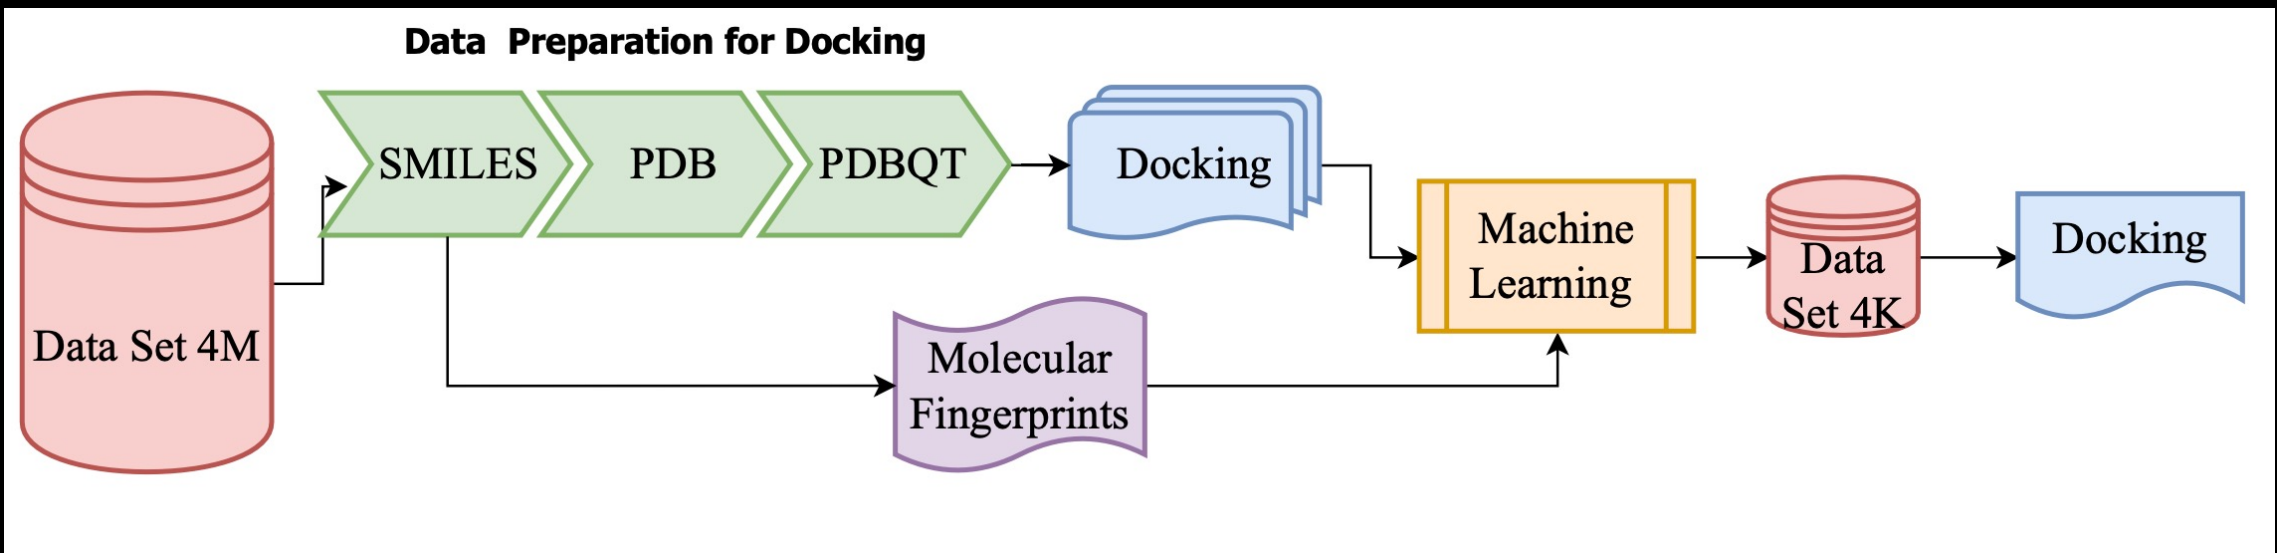 Data  Preparation for Docking
Data Set 4M
SMILES
PDB
PDBQT
Docking
Molecular
Fingerprints
Machine
Learning
Data
Set 4K
Docking